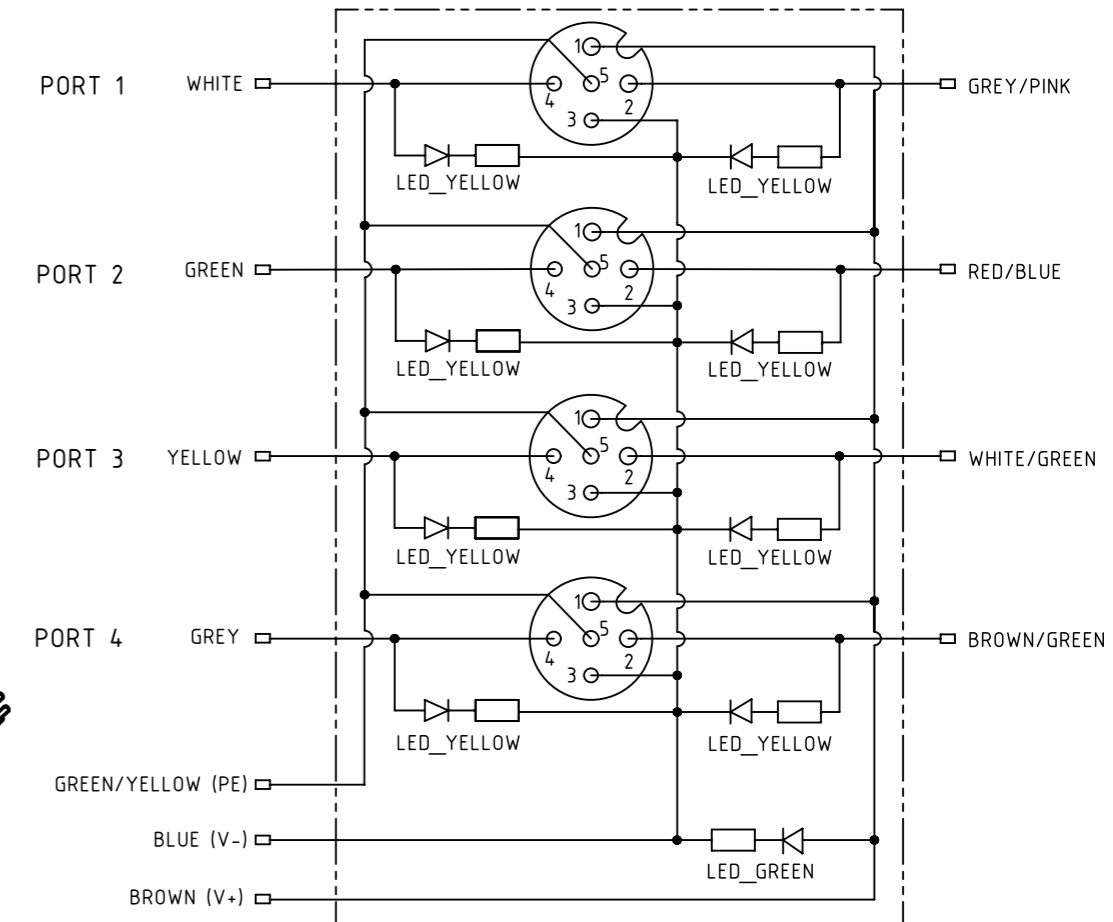 1
PORT 1 WHITE 5 GREY/PINK
4 2
3
LED_YELLOW LED_YELLOW
1
PORT 2 GREEN 5 RED/BLUE
4 2
3
LED_YELLOW LED_YELLOW
1
PORT 3 YELLOW 5 WHITE/GREEN
4 2
3
LED_YELLOW LED_YELLOW
1
PORT 4 GREY 5 BROWN/GREEN
4 2
3
LED_YELLOW LED_YELLOW
GREEN/YELLOW (PE)
BLUE (V-)
LED_GREEN
BROWN (V+)